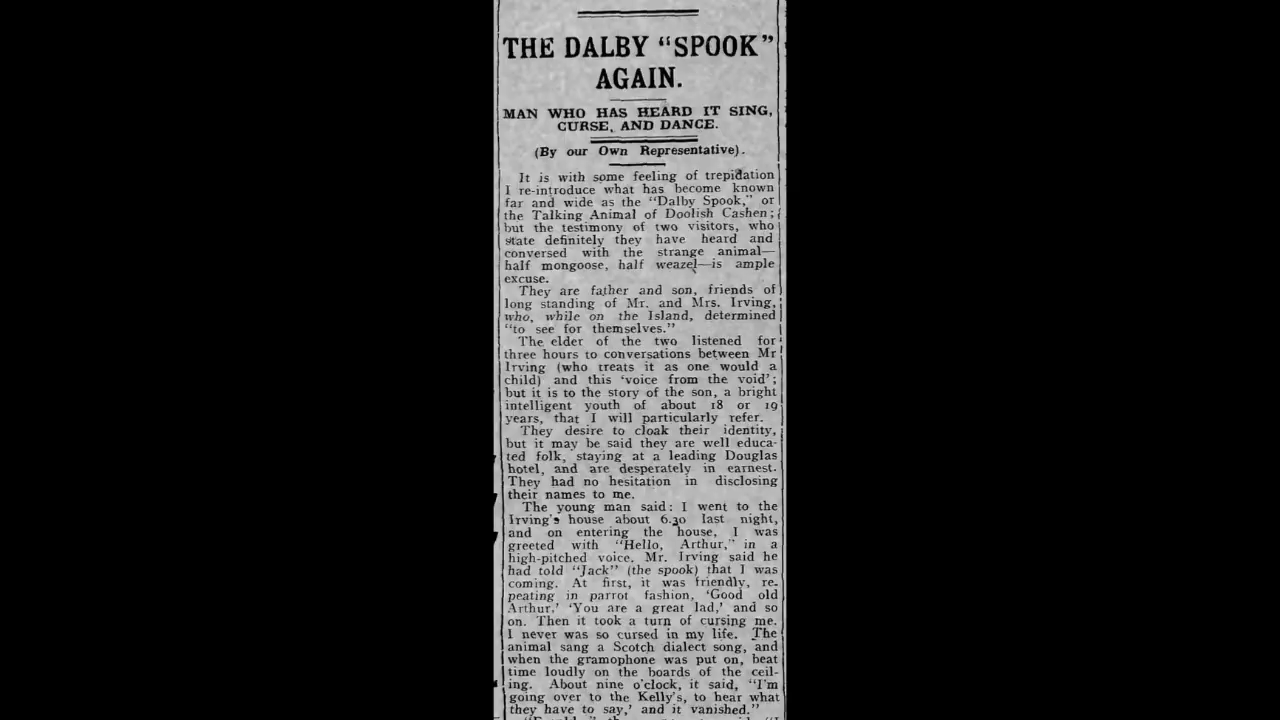 THE DALBY "SPOOK"
AGAIN.
MAN WHO HAS HEARD IT SING,
CURSE, AND DANCE.
(By our Own Representative).
It is with some feeling of trepidation
I re-introduce what has become known
far and wide as the "Dalby Spook," or
the Talking Animal of Doolish Cashen;
but the testimony of two visitors, who
state definitely they have heard and
conversed with the strange animal—
half mongoose, half weazel—is ample
excuse.
They are father and son, friends of
long standing of Mr. and Mrs. Irving,
who, while on the Island, determined
"to see for themselves."
The elder of the two listened for
three hours to conversations between Mr
Irving (who treats it as one would a
child) and this 'voice from the void';
but it is to the story of the son, a bright
intelligent youth of about 18 or 19
years, that I will particularly refer.
They desire to cloak their identity,
but it may be said they are well educa-
ted folk, staying at a leading Douglas
hotel, and are desperately in earnest.
They had no hesitation in disclosing
their names to me.
The young man said: I went to the
Irving's house about 6.30 last night,
and on entering the house, I was
greeted with "Hello, Arthur," in a
high-pitched voice. Mr. Irving said he
had told "Jack" (the spook) that I was
coming. At first, it was friendly, re-
peating in parrot fashion, 'Good old
Arthur,' 'You are a great lad,' and so
on. Then it took a turn of cursing me.
I never was so cursed in my life. The
animal sang a Scotch dialect song, and
when the gramophone was put on, beat
time loudly on the boards of the ceil-
ing. About nine o'clock, it said, "I'm
going over to the Kelly's, to hear what
they have to say,' and it vanished."